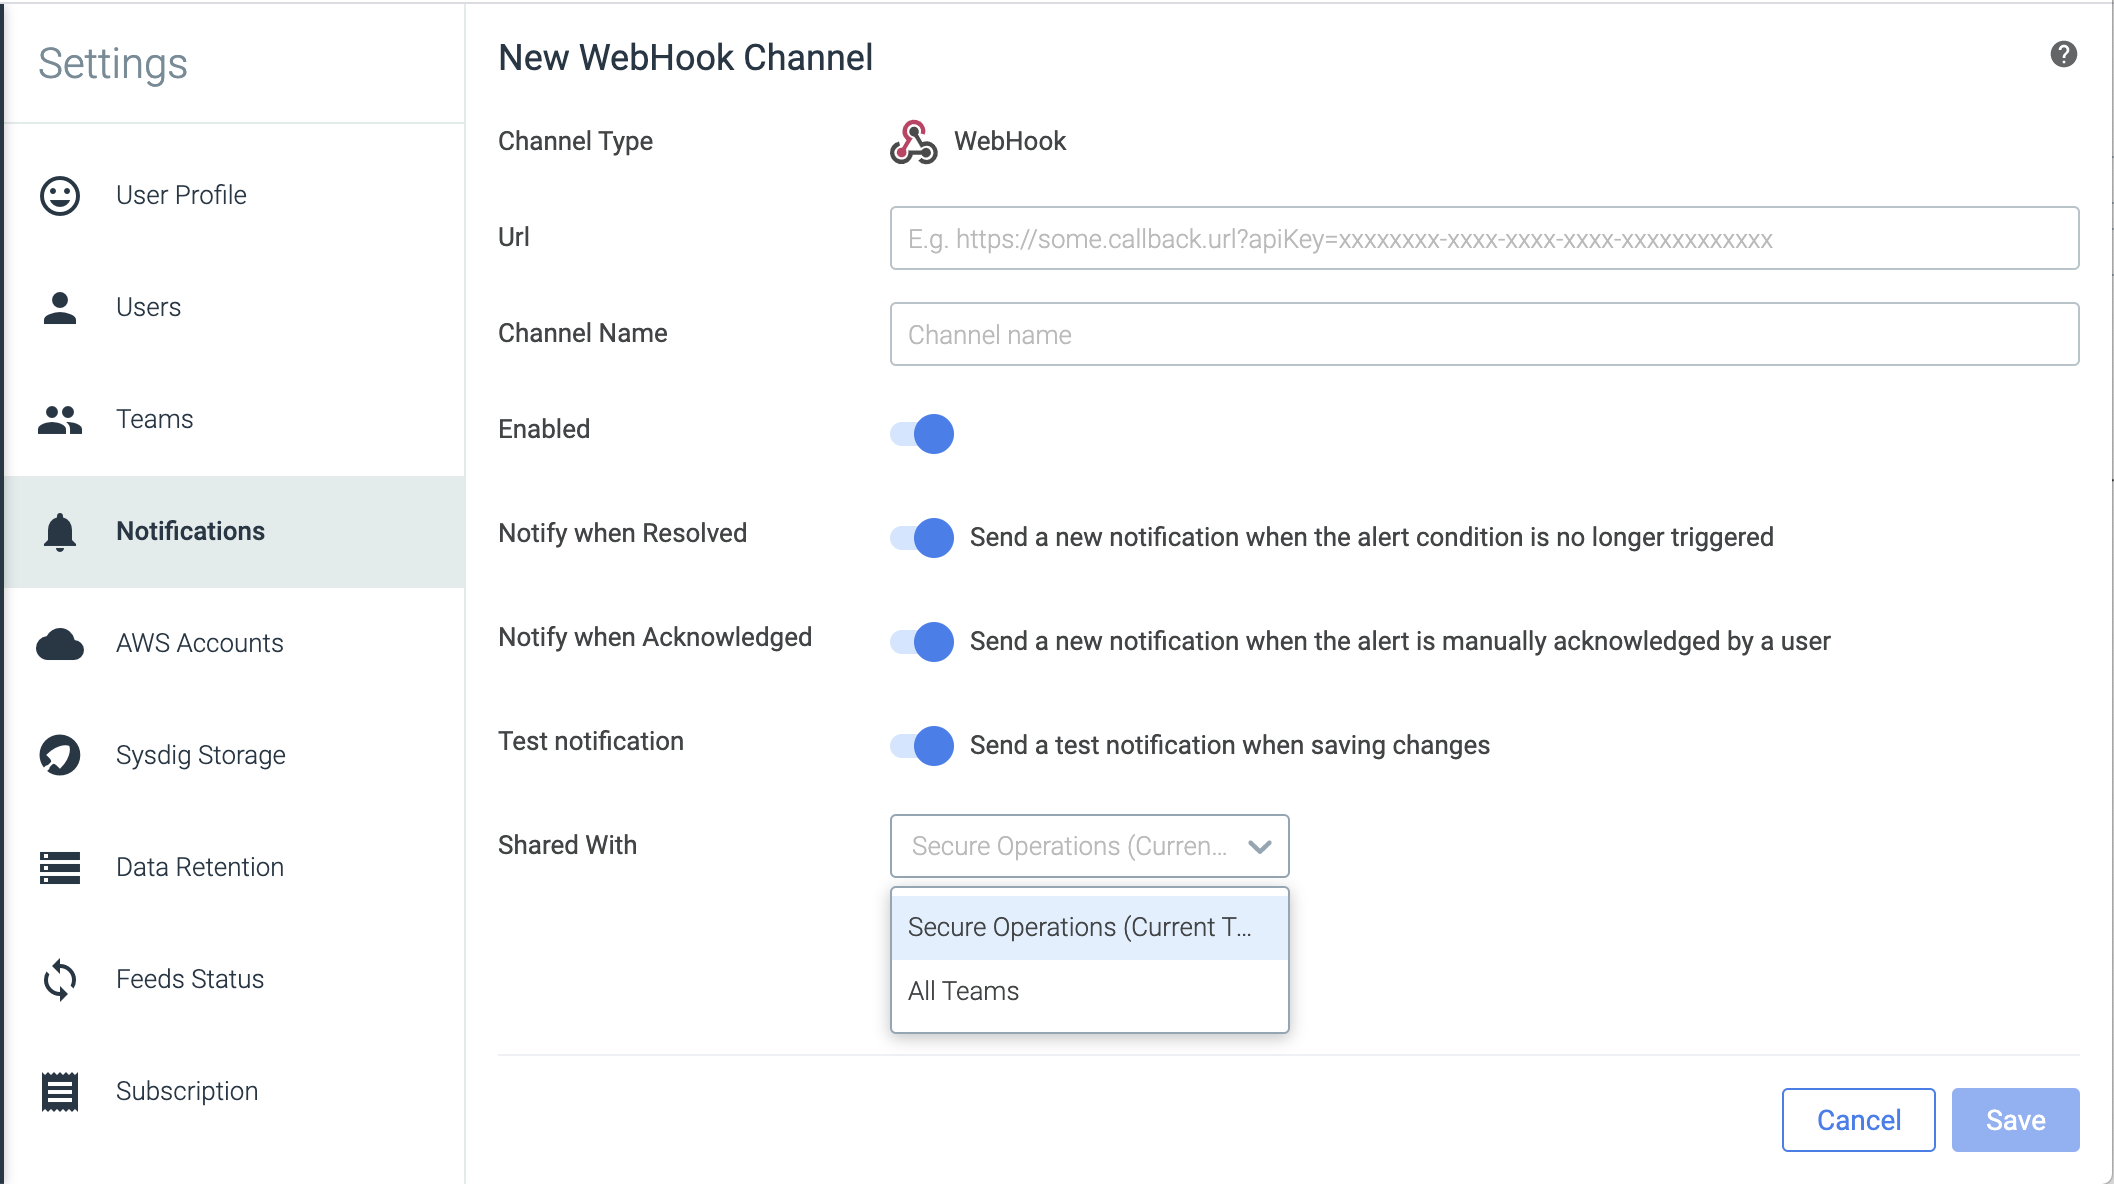 Settings
User Profile
Users
Teams
Notifications
AWS Accounts
Sysdig Storage
Data Retention
Feeds Status
Subscription
New WebHook Channel
?
Channel Type
WebHook
Url
E.g. https://some.callback.url?apiKey=xxxxxxxx-xxxx-xxxx-xxxx-xxxxxxxxxxxx
Channel Name
Channel name
Enabled
Notify when Resolved
Send a new notification when the alert condition is no longer triggered
Notify when Acknowledged
Send a new notification when the alert is manually acknowledged by a user
Test notification
Send a test notification when saving changes
Shared With
Secure Operations (Curren...
Secure Operations (Current T...
All Teams
Cancel
Save